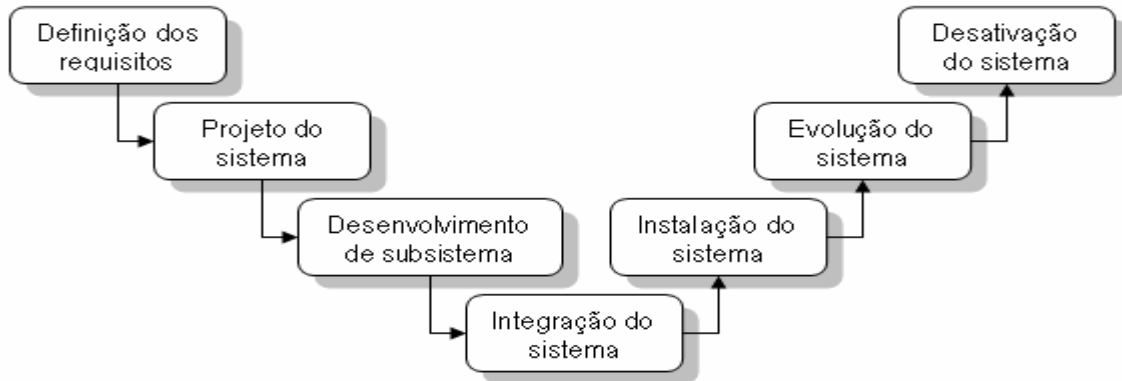 Definição dos
requisitos
Projeto do
sistema
Desenvolvimento
de subsistema
Integração do
sistema
Instalação do
sistema
Evolução do
sistema
Desativação
do sistema